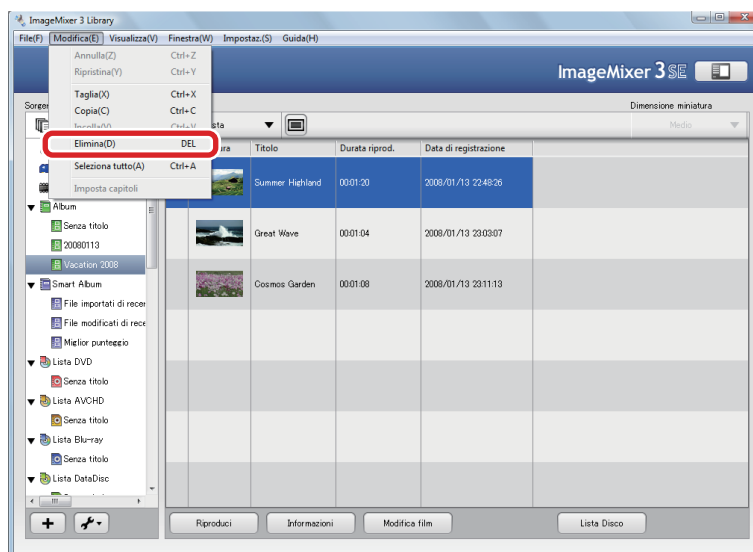 ImageMixer 3 Library
File(F) Modifica(E) Visualizza(V) Finestra(W) Impostaz.(S) Guida(H)
ImageMixer 3 SE
Annulla(Z) Ctrl+Z
Ripristina(Y) Ctrl+Y
Taglia(X) Ctrl+X
Copia(C) Ctrl+C
Incolla(V) Ctrl+V
Elimina(D) DEL
Seleziona tutto(A) Ctrl+A
Imposta capitoli
Dimensione miniatura
Medio
Titolo Durata riprod. Data di registrazione
Summer Highland 00:01:20 2008/01/13 22:48:26
Great Wave 00:01:04 2008/01/13 23:03:07
Cosmos Garden 00:01:08 2008/01/13 23:11:13
Album
Senza titolo
20080113
Vacation 2008
Smart Album
File importati di recer
File modificati di rece
Miglior punteggio
Lista DVD
Senza titolo
Lista AVCHD
Senza titolo
Lista Blu-ray
Senza titolo
Lista DataDisc
Riproduci Informazioni Modifica film Lista Disco